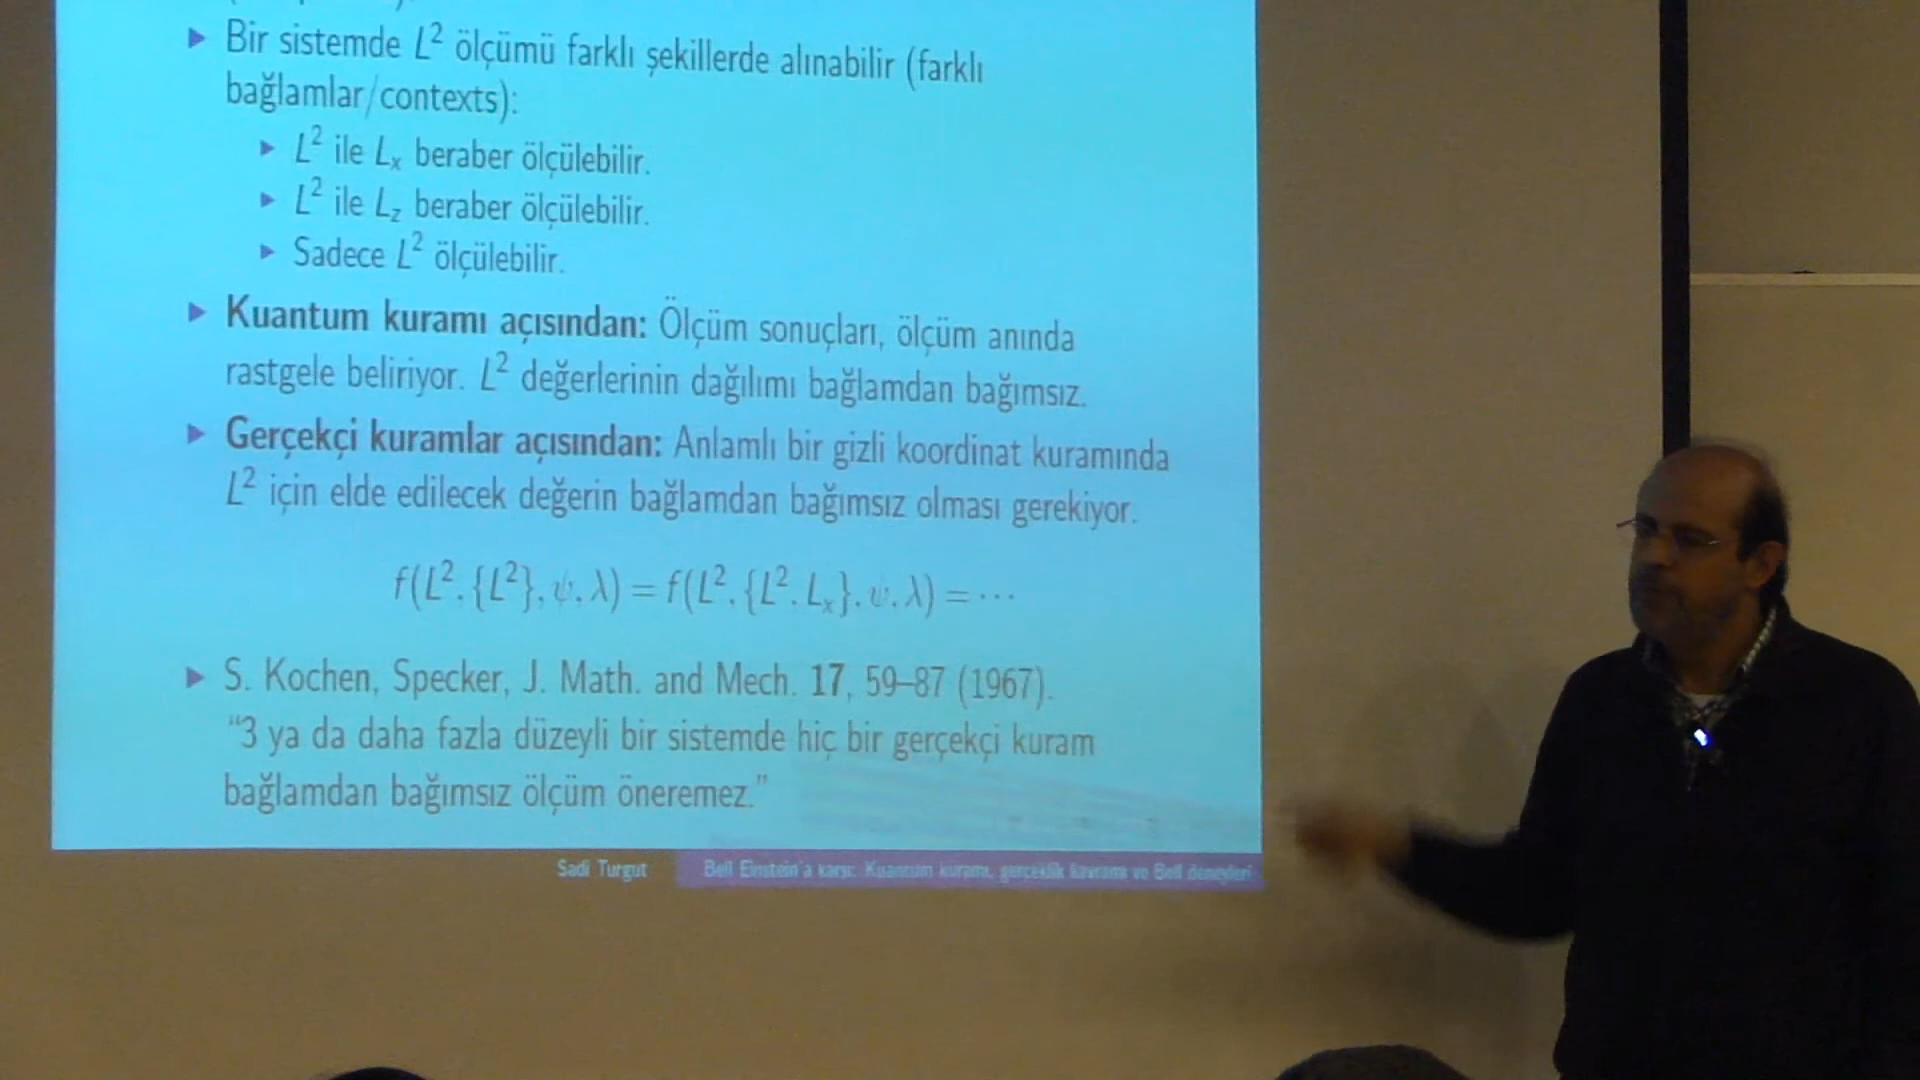 ▶ Bir sistemde L² ölçümü farklı şekillerde alınabilir (farklı
bağlamlar/contexts):
▶ L² ile Lₓ beraber ölçülebilir.
▶ L² ile L_z beraber ölçülebilir.
▶ Sadece L² ölçülebilir.
▶ Kuantum kuramı açısından: Ölçüm sonuçları, ölçüm anında
rastgele beliriyor. L² değerlerinin dağılımı bağlamdan bağımsız.
▶ Gerçekçi kuramlar açısından: Anlamlı bir gizli koordinat kuramında
L² için elde edilecek değerin bağlamdan bağımsız olması gerekiyor.
f(L², {L²}, ψ, λ) = f(L², {L², Lₓ}, ψ, λ) = ···
▶ S. Kochen, Specker, J. Math. and Mech. 17, 59–87 (1967).
“3 ya da daha fazla düzeyli bir sistemde hiç bir gerçekçi kuram
bağlamdan bağımsız ölçüm öneremez.”
Sadi Turgut Bell Einstein'a karşı: Kuantum kuramı, gerçeklik kavramı ve Bell deneyleri